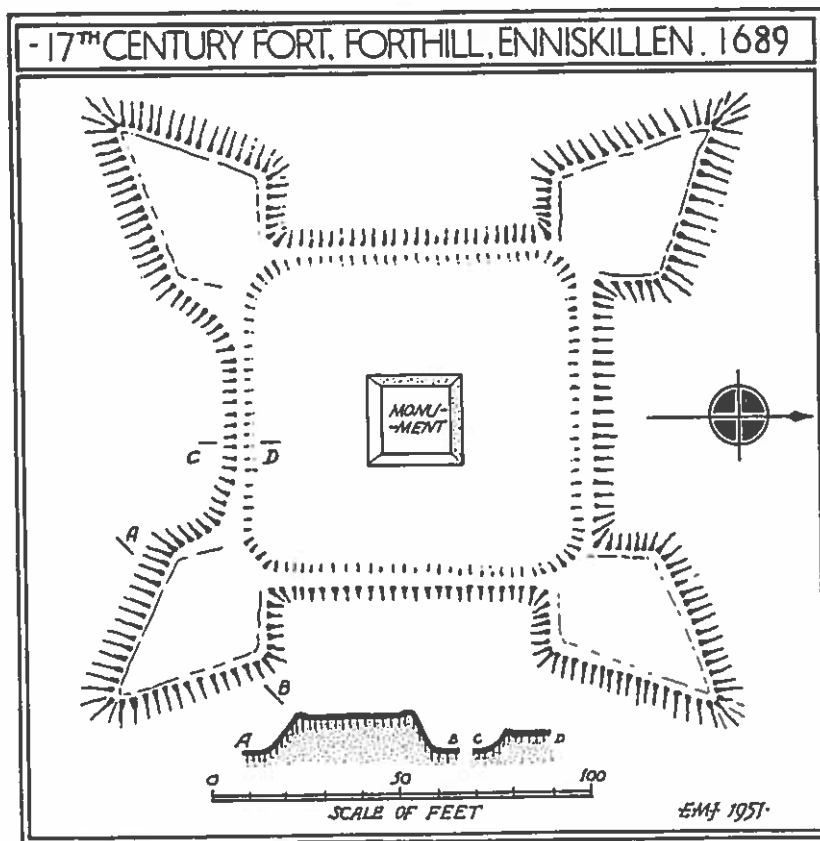 -17TH CENTURY FORT, FORTHILL, ENNISKILLEN. 1689
MONU-
-MENT
C D
A
B
A B C D
0 50 100
SCALE OF FEET
EMJ 1951.